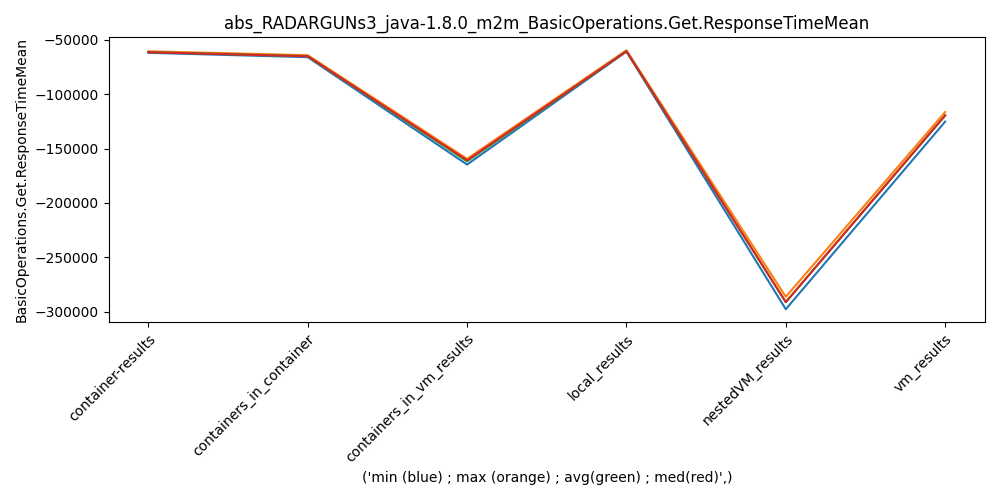 abs_RADARGUNs3_java-1.8.0_m2m_BasicOperations.Get.ResponseTimeMean
BasicOperations.Get.ResponseTimeMean
−50000
−100000
−150000
−200000
−250000
−300000
container-results
containers_in_container
containers_in_vm_results
local_results
nestedVM_results
vm_results
('min (blue) ; max (orange) ; avg(green) ; med(red)',)